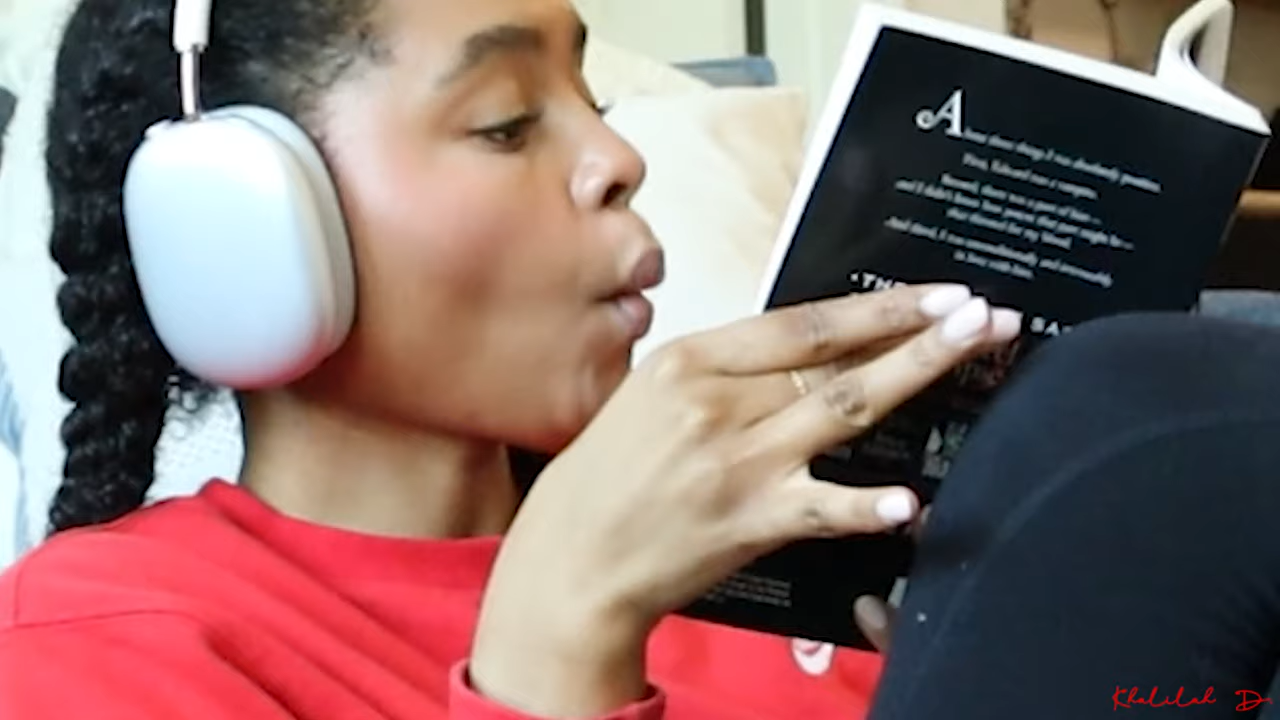 About three things I was absolutely positive.
First, Edward was a vampire.
Second, there was a part of him—
and I didn't know how potent that part might be—
that thirsted for my blood.
And third, I was unconditionally and irrevocably
in love with him.
THE SA
Khalilah D